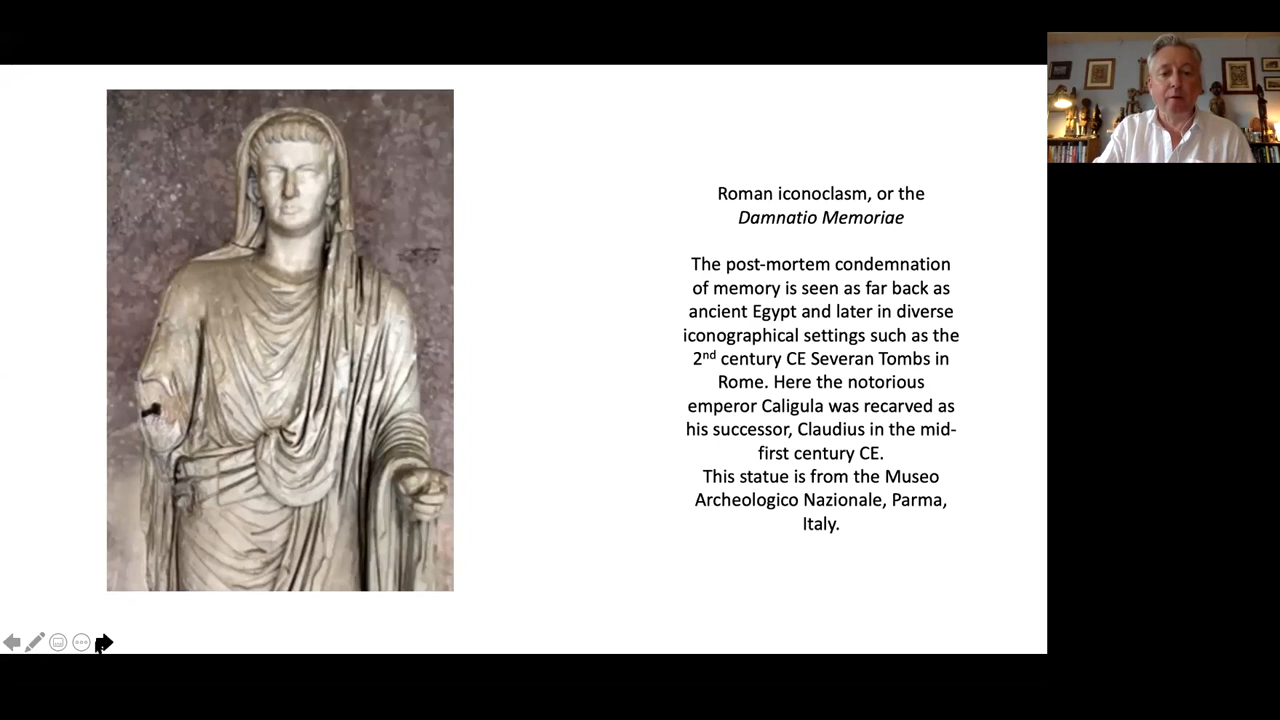 Roman iconoclasm, or the
Damnatio Memoriae
The post-mortem condemnation
of memory is seen as far back as
ancient Egypt and later in diverse
iconographical settings such as the
2nd century CE Severan Tombs in
Rome. Here the notorious
emperor Caligula was recarved as
his successor, Claudius in the mid-
first century CE.
This statue is from the Museo
Archeologico Nazionale, Parma,
Italy.